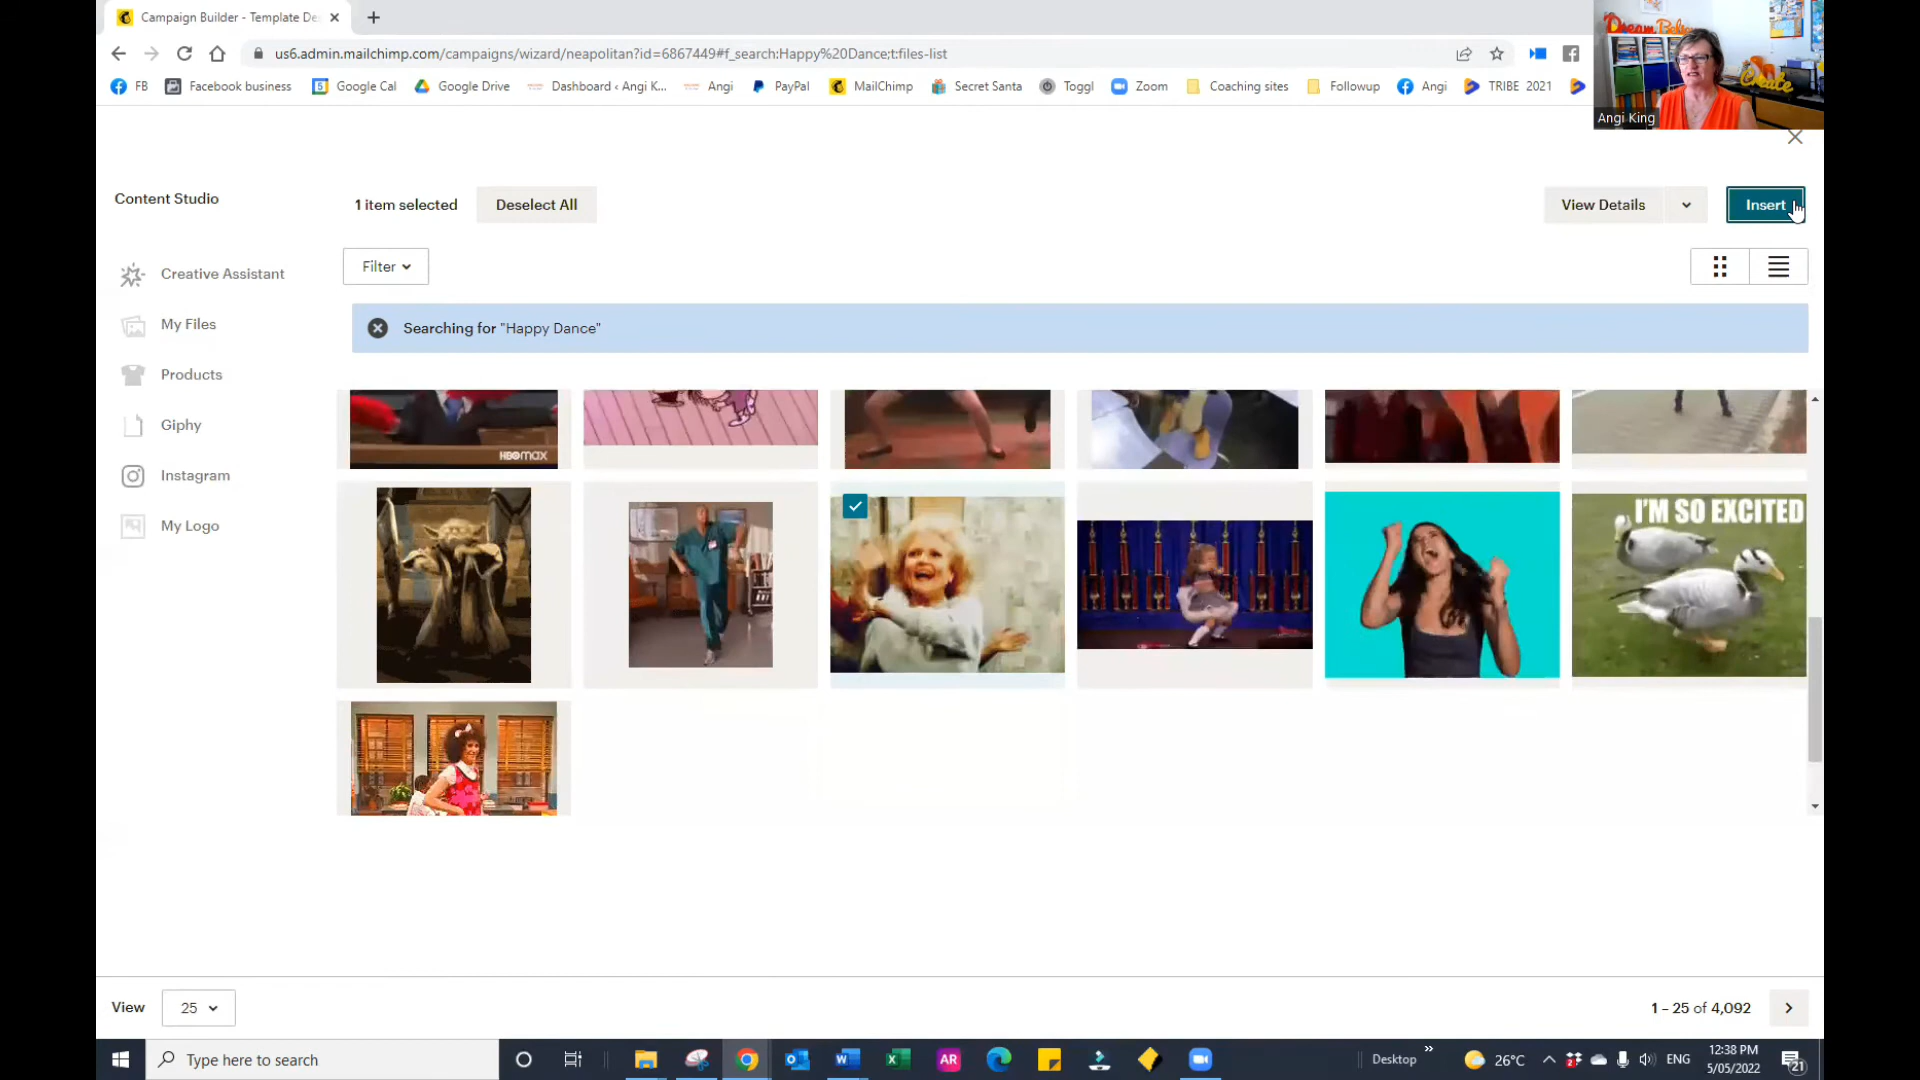 Campaign Builder - Template De
us6.admin.mailchimp.com/campaigns/wizard/neapolitan?id=6867449#f_search:Happy%20Dance;t:files-list
FB
Facebook business
Google Cal
Google Drive
Dashboard ‹ Angi K...
Angi
PayPal
MailChimp
Secret Santa
Toggl
Zoom
Coaching sites
Followup
Angi
TRIBE 2021
Dream
Create
Angi King
Content Studio
1 item selected
Deselect All
View Details
Insert
Creative Assistant
My Files
Products
Giphy
Instagram
My Logo
Filter
Searching for "Happy Dance"
HBOMAX
I'M SO EXCITED
View
25
1 – 25 of 4,092
Type here to search
AR
Desktop
26°C
ENG
12:38 PM
5/05/2022
21